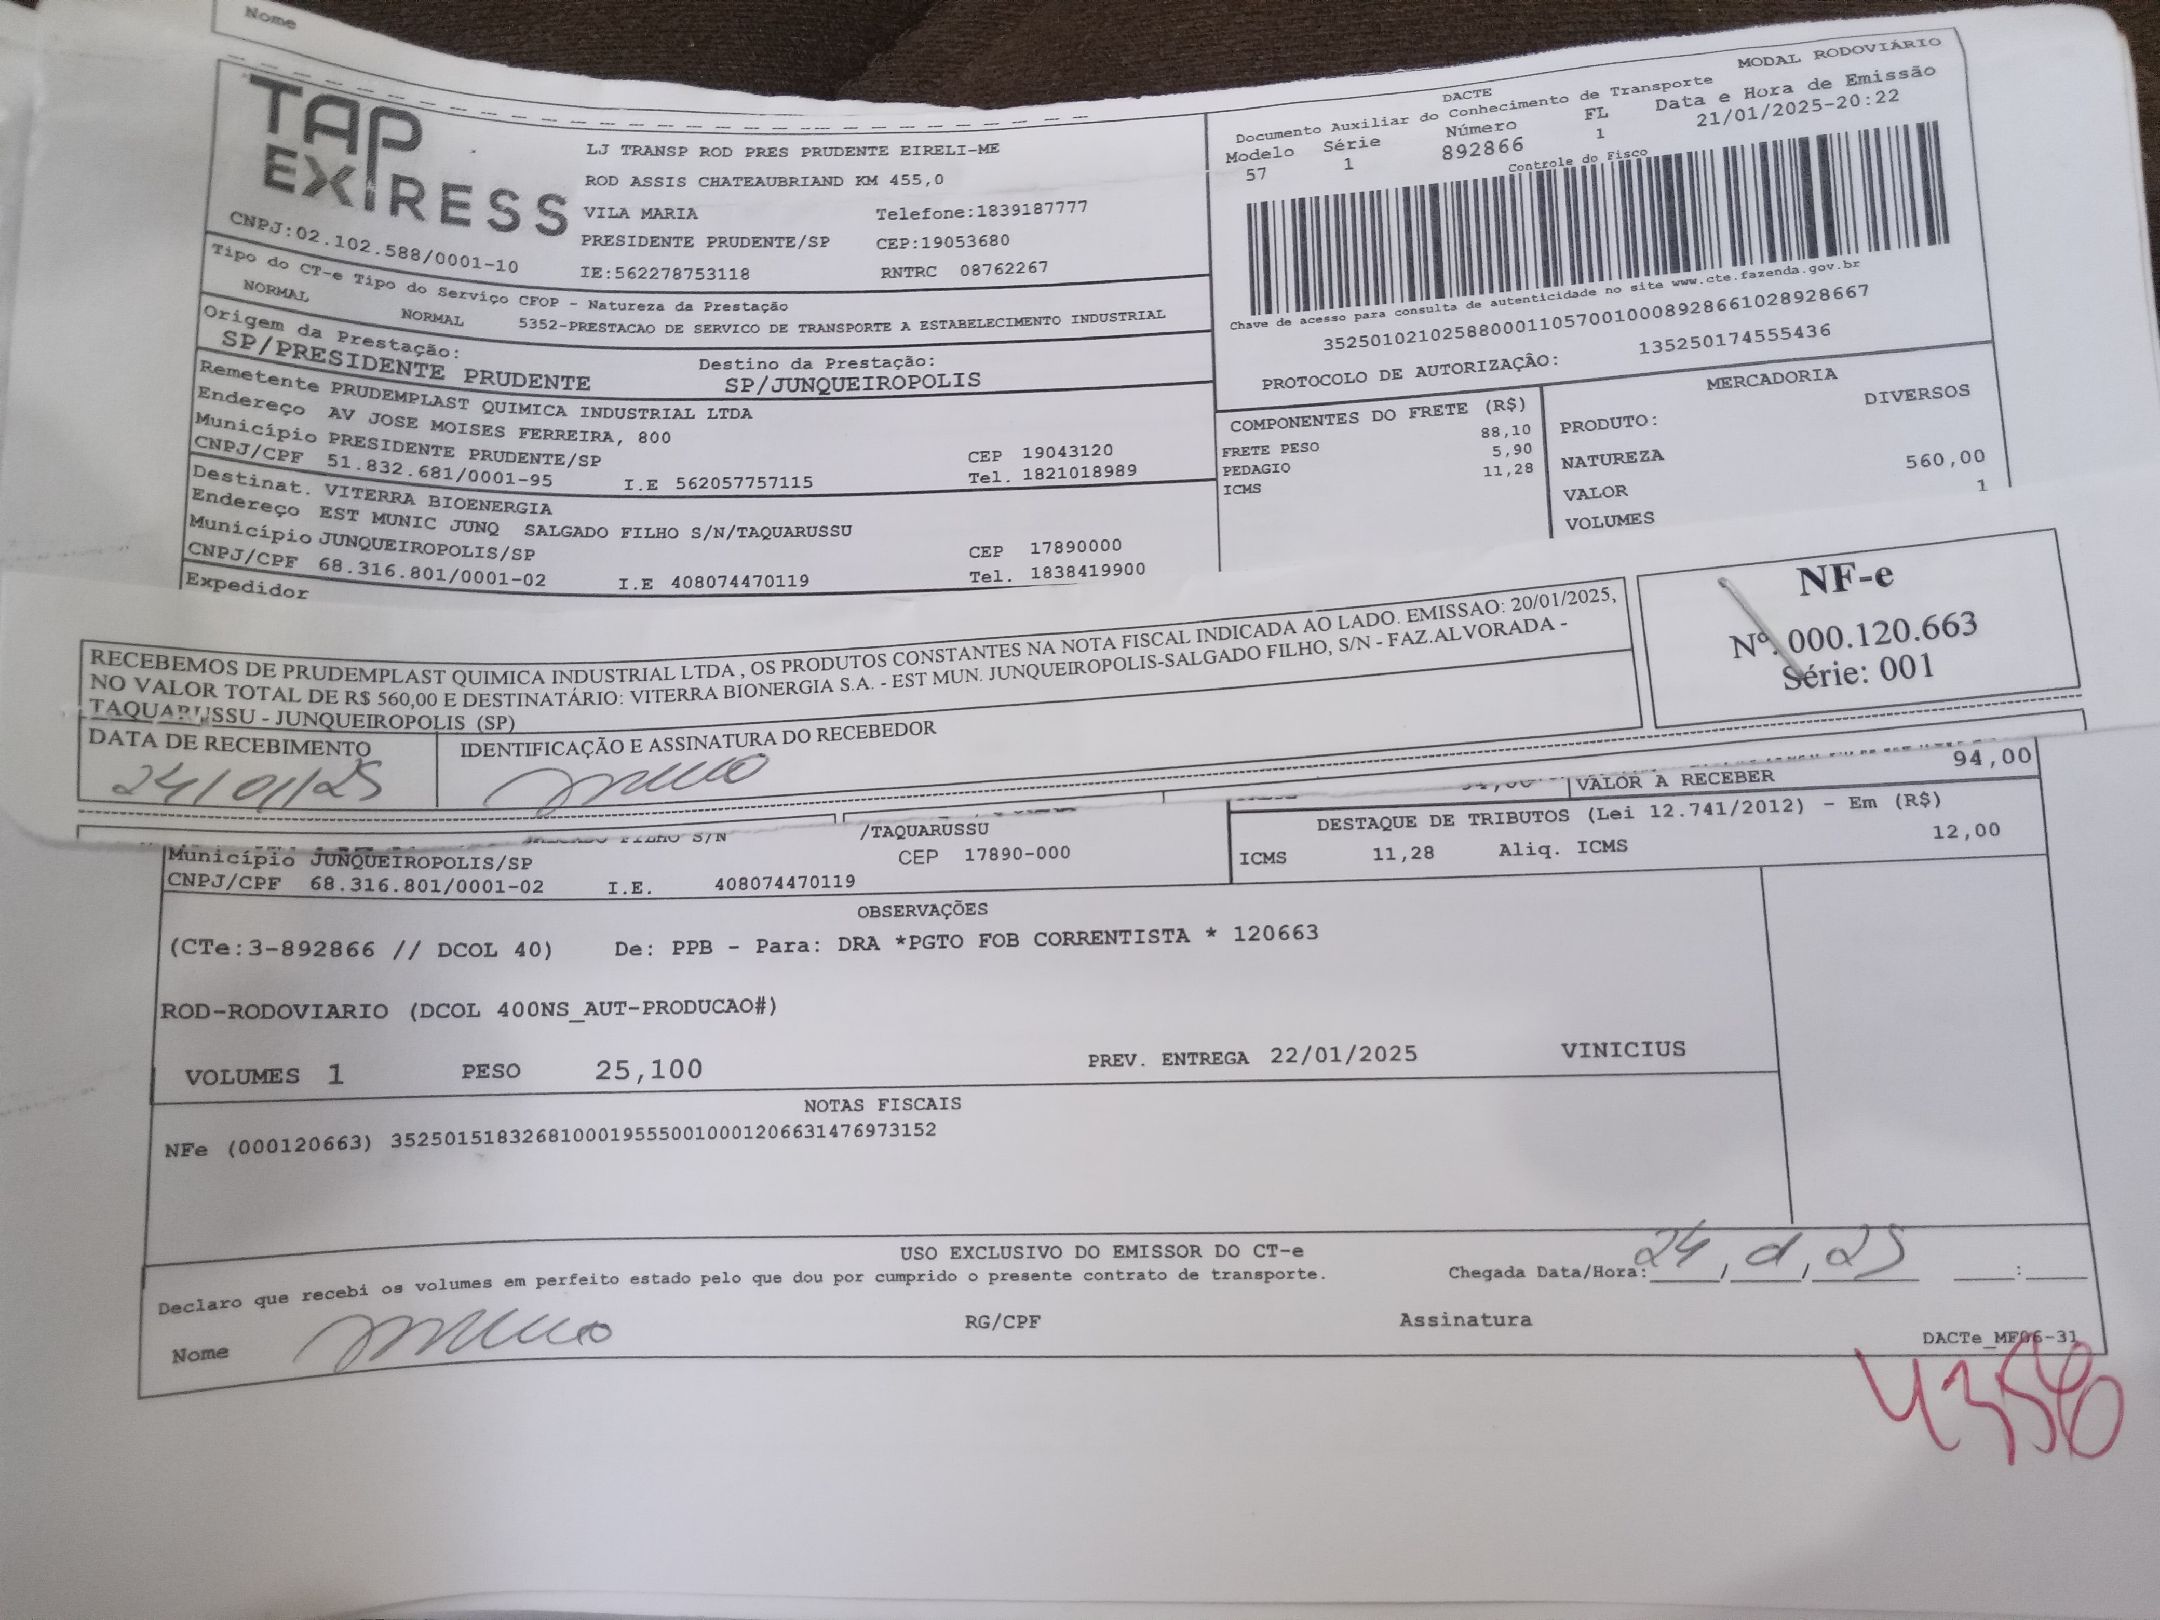 Nome
TAP
EXPRESS
CNPJ:02.102.588/0001-10
LJ TRANSP ROD PRES PRUDENTE EIRELI-ME
ROD ASSIS CHATEAUBRIAND KM 455,0
VILA MARIA Telefone:1839187777
PRESIDENTE PRUDENTE/SP CEP:19053680
IE:562278753118 RNTRC 08762267
DACTE MODAL RODOVIÁRIO
Documento Auxiliar do Conhecimento de Transporte
Modelo Série Número FL Data e Hora de Emissão
57 1 892866 1 21/01/2025-20:22
Controle do Fisco
Chave de acesso para consulta de autenticidade no site www.cte.fazenda.gov.br
35250102102588000110570010008928661028928667
PROTOCOLO DE AUTORIZAÇÃO: 135250174555436
Tipo do CT-e Tipo do Serviço CFOP - Natureza da Prestação
NORMAL NORMAL 5352-PRESTACAO DE SERVICO DE TRANSPORTE A ESTABELECIMENTO INDUSTRIAL
Origem da Prestação: Destino da Prestação:
SP/PRESIDENTE PRUDENTE SP/JUNQUEIROPOLIS
Remetente PRUDEMPLAST QUIMICA INDUSTRIAL LTDA
Endereço AV JOSE MOISES FERREIRA, 800
Município PRESIDENTE PRUDENTE/SP CEP 19043120
CNPJ/CPF 51.832.681/0001-95 I.E 562057757115 Tel. 1821018989
Destinat. VITERRA BIOENERGIA
Endereço EST MUNIC JUNQ SALGADO FILHO S/N/TAQUARUSSU
Município JUNQUEIROPOLIS/SP CEP 17890000
CNPJ/CPF 68.316.801/0001-02 I.E 408074470119 Tel. 1838419900
Expedidor
COMPONENTES DO FRETE (R$)
FRETE PESO 88,10
PEDAGIO 5,90
ICMS 11,28
MERCADORIA
PRODUTO: DIVERSOS
NATUREZA
VALOR 560,00
VOLUMES 1
RECEBEMOS DE PRUDEMPLAST QUIMICA INDUSTRIAL LTDA , OS PRODUTOS CONSTANTES NA NOTA FISCAL INDICADA AO LADO. EMISSAO: 20/01/2025,
NO VALOR TOTAL DE R$ 560,00 E DESTINATÁRIO: VITERRA BIONERGIA S.A. - EST MUN. JUNQUEIROPOLIS-SALGADO FILHO, S/N - FAZ.ALVORADA -
TAQUARUSSU - JUNQUEIROPOLIS (SP)
DATA DE RECEBIMENTO IDENTIFICAÇÃO E ASSINATURA DO RECEBEDOR
24/01/25
NF-e
Nº. 000.120.663
Série: 001
VALOR A RECEBER 94,00
DESTAQUE DE TRIBUTOS (Lei 12.741/2012) - Em (R$)
ICMS 11,28 Aliq. ICMS 12,00
SALGADO FILHO S/N /TAQUARUSSU
Município JUNQUEIROPOLIS/SP CEP 17890-000
CNPJ/CPF 68.316.801/0001-02 I.E. 408074470119
OBSERVAÇÕES
(CTe:3-892866 // DCOL 40) De: PPB - Para: DRA *PGTO FOB CORRENTISTA * 120663
ROD-RODOVIARIO (DCOL 400NS_AUT-PRODUCAO#)
VOLUMES 1 PESO 25,100 PREV. ENTREGA 22/01/2025 VINICIUS
NOTAS FISCAIS
NFe (000120663) 35250151832681000195550010001206631476973152
USO EXCLUSIVO DO EMISSOR DO CT-e
Declaro que recebi os volumes em perfeito estado pelo que dou por cumprido o presente contrato de transporte. Chegada Data/Hora: 24/ /25 :
Nome RG/CPF Assinatura
DACTe_MF06-31